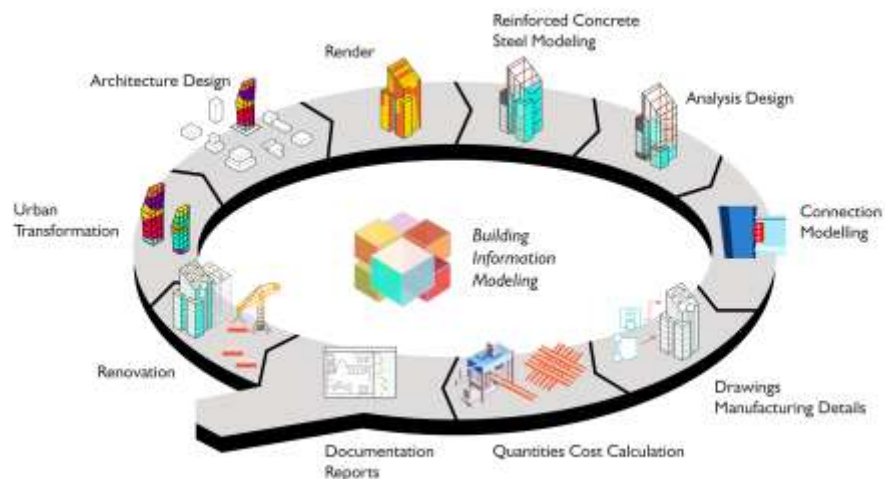 Reinforced Concrete
Steel Modeling
Render
Architecture Design
Analysis Design
Urban
Transformation
Building
Information
Modeling
Connection
Modelling
Renovation
Drawings
Manufacturing Details
Documentation
Reports
Quantities Cost Calculation